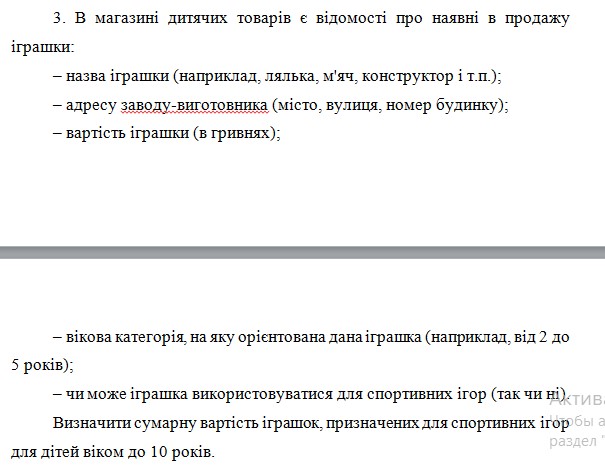 3. В магазині дитячих товарів є відомості про наявні в продажу
іграшки:
– назва іграшки (наприклад, лялька, м'яч, конструктор і т.п.);
– адресу заводу-виготовника (місто, вулиця, номер будинку);
– вартість іграшки (в гривнях);
– вікова категорія, на яку орієнтована дана іграшка (наприклад, від 2 до
5 років);
– чи може іграшка використовуватися для спортивних ігор (так чи ні).
Актива
Визначити сумарну вартість іграшок, призначених для спортивних ігор
Чтобы а
для дітей віком до 10 років.
раздел "